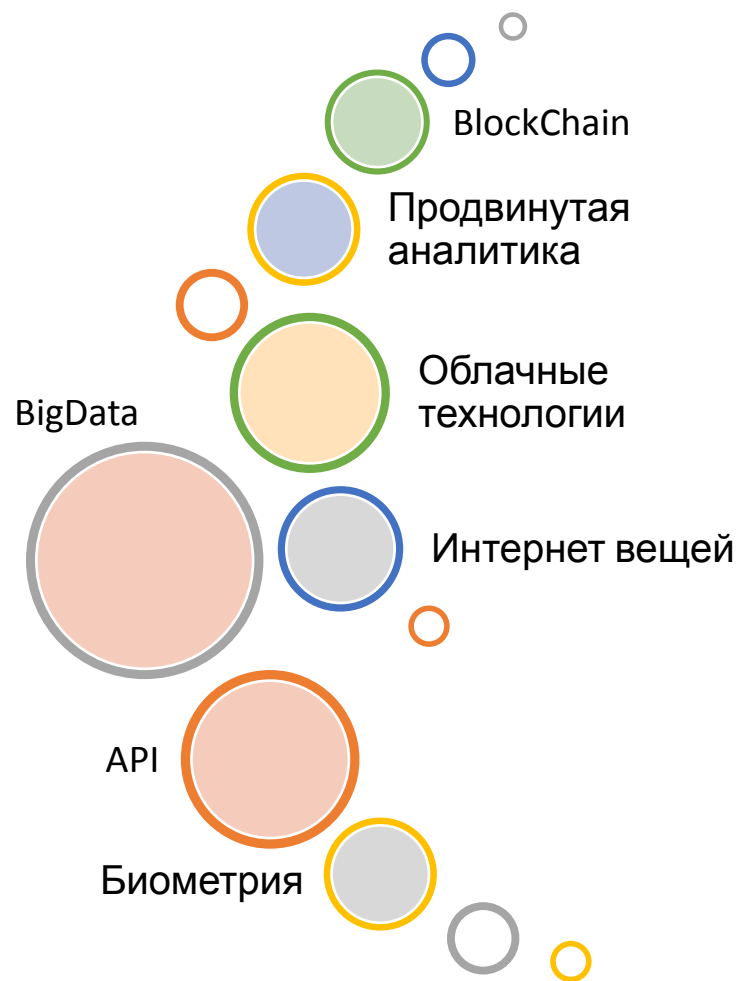 BlockChain
Продвинутая
аналитика
Облачные
технологии
BigData
Интернет вещей
API
Биометрия